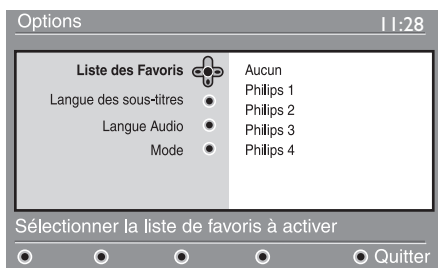 Options 11:28
Liste des Favoris
Langue des sous-titres
Langue Audio
Mode
Aucun
Philips 1
Philips 2
Philips 3
Philips 4
Sélectionner la liste de favoris à activer
Quitter